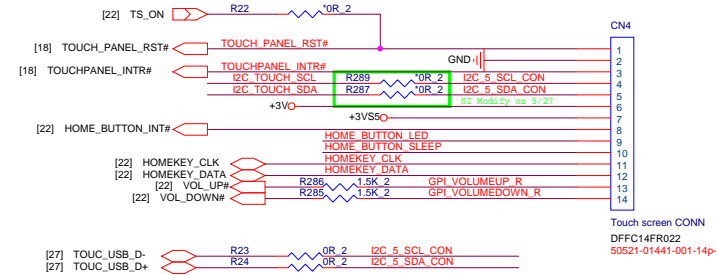 [22] TS_ON R22 *0R_2
CN4
[18] TOUCH_PANEL_RST# TOUCH_PANEL_RST# 1
GND 2
[18] TOUCHPANEL_INTR# TOUCHPANEL_INTR# 3
I2C_TOUCH_SCL R289 *0R_2 I2C_5_SCL_CON 4
I2C_TOUCH_SDA R287 *0R_2 I2C_5_SDA_CON 5
+3V SI Modify on 5/27 6
+3VS5 7
[22] HOME_BUTTON_INT# 8
HOME_BUTTON_LED 9
HOME_BUTTON_SLEEP 10
[22] HOMEKEY_CLK HOMEKEY_CLK 11
[22] HOMEKEY_DATA HOMEKEY_DATA 12
[22] VOL_UP# R286 1.5K_2 GPI_VOLUMEUP_R 13
[22] VOL_DOWN# R285 1.5K_2 GPI_VOLUMEDOWN_R 14
Touch screen CONN
DFFC14FR022
50521-01441-001-14p-
[27] TOUC_USB_D- R23 0R_2 I2C_5_SCL_CON
[27] TOUC_USB_D+ R24 0R_2 I2C_5_SDA_CON